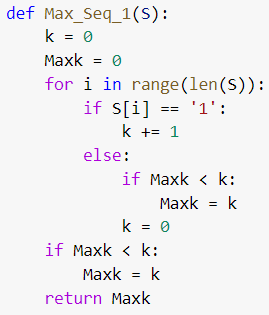 def Max_Seq_1(S):
    k = 0
    Maxk = 0
    for i in range(len(S)):
        if S[i] == '1':
            k += 1
        else:
            if Maxk < k:
                Maxk = k
            k = 0
    if Maxk < k:
        Maxk = k
    return Maxk